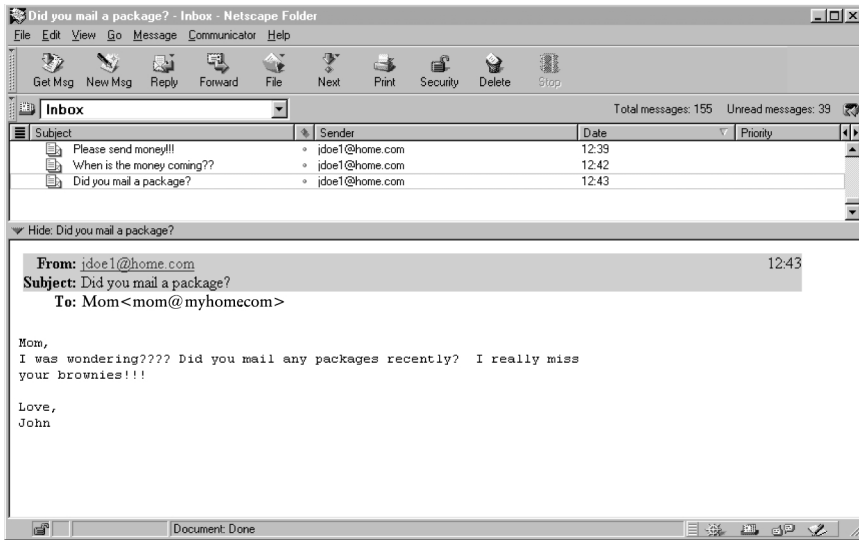 Did you mail a package? - Inbox - Netscape Folder
File Edit View Go Message Communicator Help
Get Msg New Msg Reply Forward File Next Print Security Delete Stop
Inbox Total messages: 155 Unread messages: 39
Subject Sender Date Priority
Please send money!!! jdoe1@home.com 12:39
When is the money coming?? jdoe1@home.com 12:42
Did you mail a package? jdoe1@home.com 12:43
Hide: Did you mail a package?
From: jdoe1@home.com 12:43
Subject: Did you mail a package?
To: Mom<mom@myhomecom>
Mom,
I was wondering???? Did you mail any packages recently? I really miss
your brownies!!!
Love,
John
Document: Done